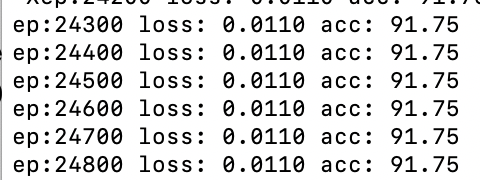 ep:24300 loss: 0.0110 acc: 91.75
ep:24400 loss: 0.0110 acc: 91.75
ep:24500 loss: 0.0110 acc: 91.75
ep:24600 loss: 0.0110 acc: 91.75
ep:24700 loss: 0.0110 acc: 91.75
ep:24800 loss: 0.0110 acc: 91.75